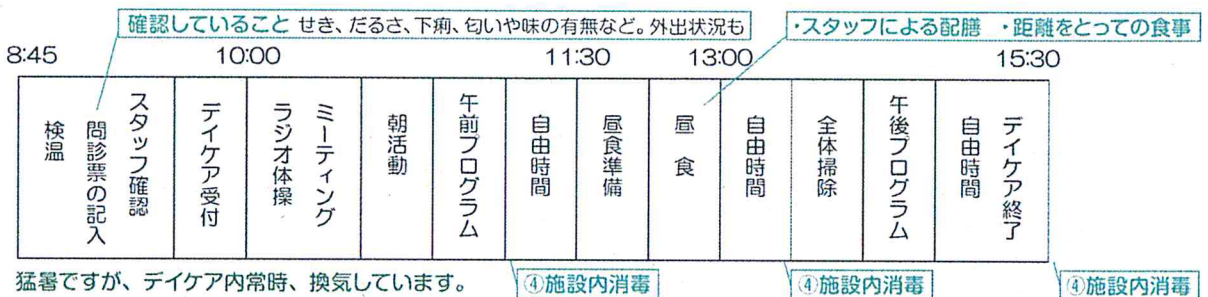 確認していること せき、だるさ、下痢、匂いや味の有無など。外出状況も
・スタッフによる配膳 ・距離をとっての食事
8:45
10:00
11:30
13:00
15:30
検温
問診票の記入
スタッフ確認
デイケア受付
ラジオ体操
ミーティング
朝活動
午前プログラム
自由時間
昼食準備
昼食
自由時間
全体掃除
午後プログラム
自由時間
デイケア終了
猛暑ですが、デイケア内常時、換気しています。
④施設内消毒
④施設内消毒
④施設内消毒